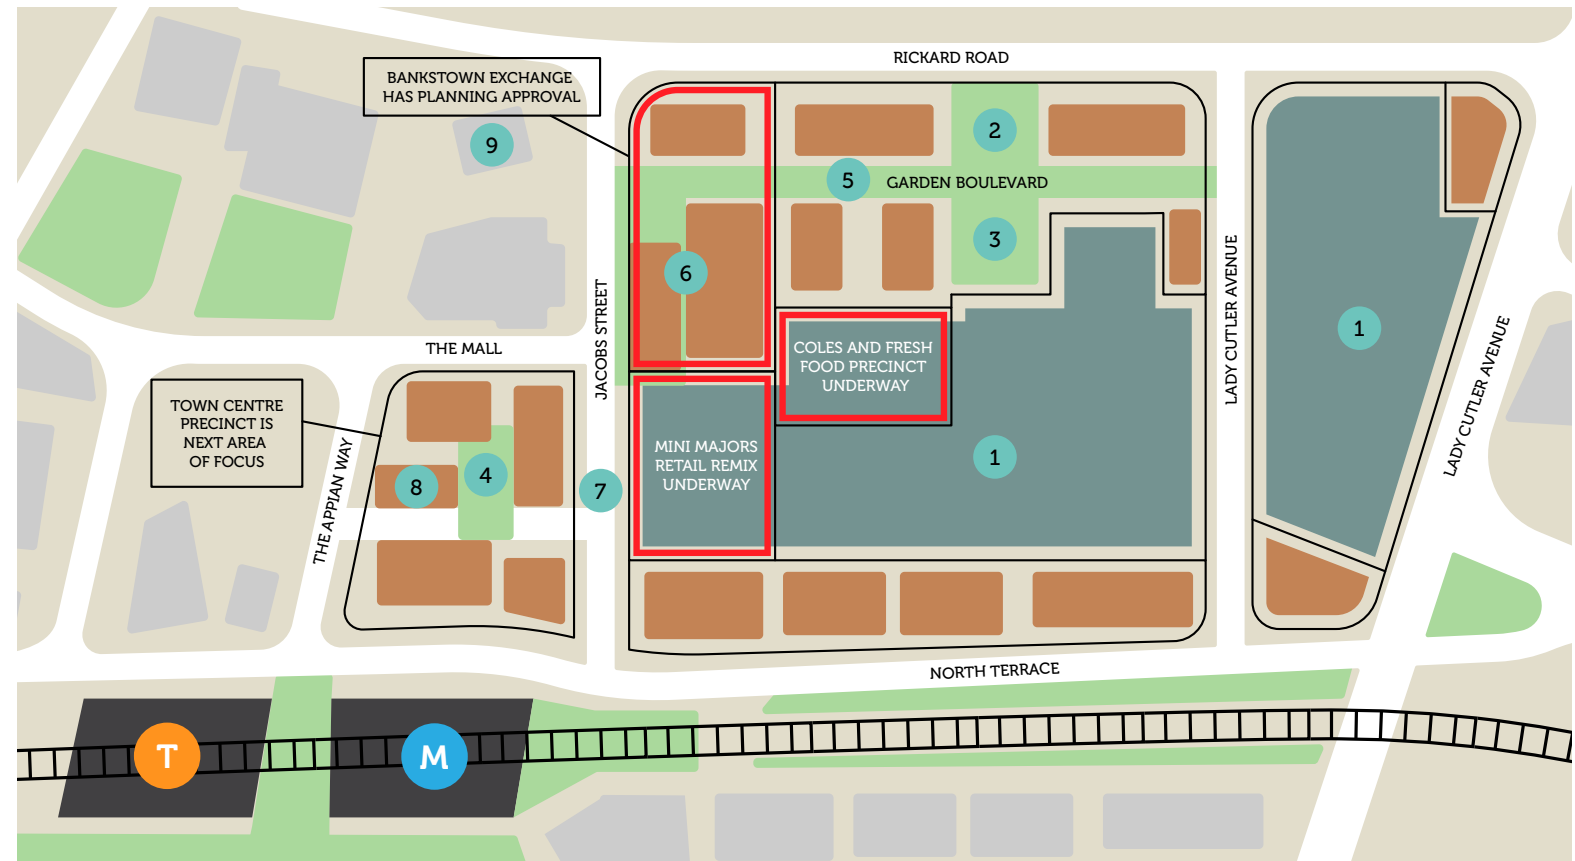 RICKARD ROAD
BANKSTOWN EXCHANGE
HAS PLANNING APPROVAL
2
9
5
GARDEN BOULEVARD
3
6
JACOBS STREET
LADY CUTLER AVENUE
1
LADY CUTLER AVENUE
THE MALL
COLES AND FRESH
FOOD PRECINCT
UNDERWAY
TOWN CENTRE
PRECINCT IS
NEXT AREA
OF FOCUS
THE APPIAN WAY
8
4
7
MINI MAJORS
RETAIL REMIX
UNDERWAY
1
NORTH TERRACE
T
M